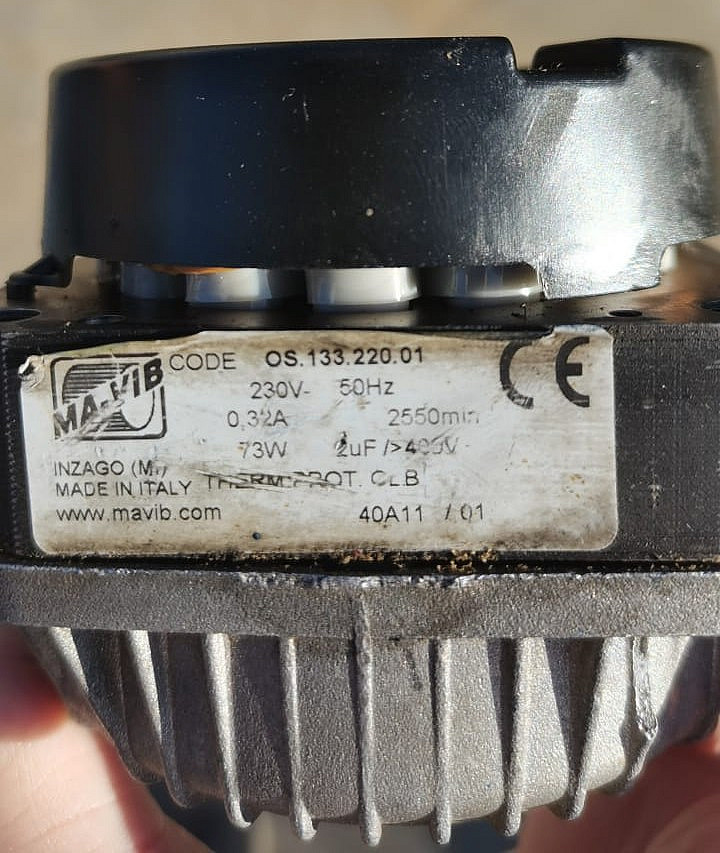 MA-VIB
CODE OS.133.220.01
CE
230V~ 50Hz
0,32A 2550min
73W 2uF />400V~
INZAGO (MI)
THERM.PROT. CL.B
MADE IN ITALY
www.mavib.com
40A11 / 01